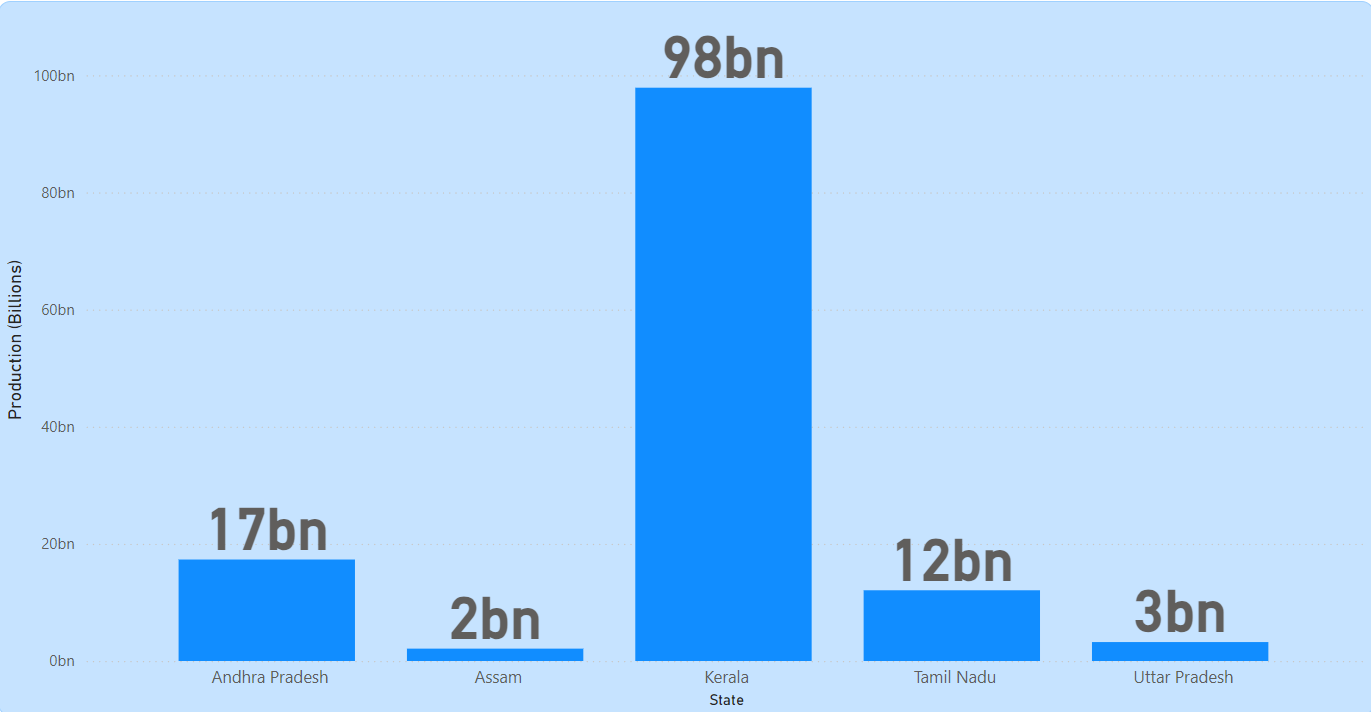 98bn
100bn
80bn
60bn
40bn
20bn
0bn
Production (Billions)
17bn
2bn
12bn
3bn
Andhra Pradesh
Assam
Kerala
Tamil Nadu
Uttar Pradesh
State